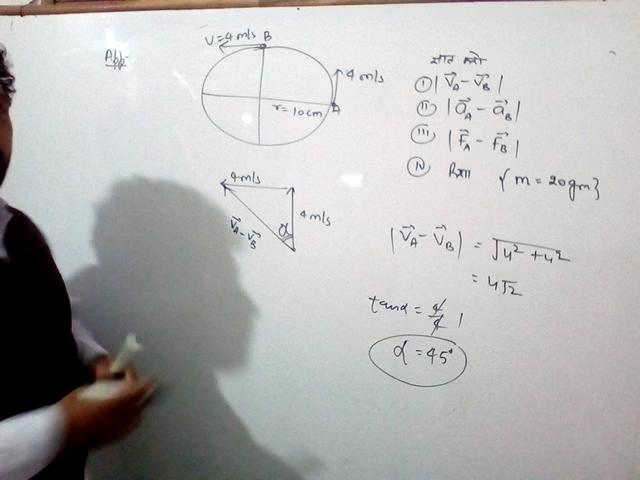 V=4 m/s B
4 m/s
r=10cm A
ज्ञात करो
I |V⃗A − V⃗B|
II |a⃗A − a⃗B|
III |F⃗A − F⃗B|
IV दिशा {m = 20gm}
4 m/s
4 m/s
α
V⃗A − V⃗B
|V⃗A − V⃗B| = √4² + 4²
= 4√2
tanα = 4/4 1
α = 45°